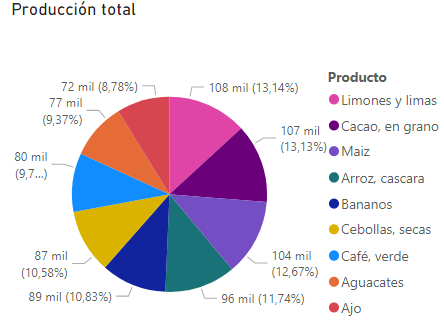 Producción total
72 mil (8,78%)
108 mil (13,14%)
77 mil
(9,37%)
107 mil
(13,13%)
80 mil
(9,7...)
87 mil
(10,58%)
104 mil
(12,67%)
89 mil (10,83%)
96 mil (11,74%)
Producto
Limones y limas
Cacao, en grano
Maiz
Arroz, cascara
Bananos
Cebollas, secas
Café, verde
Aguacates
Ajo